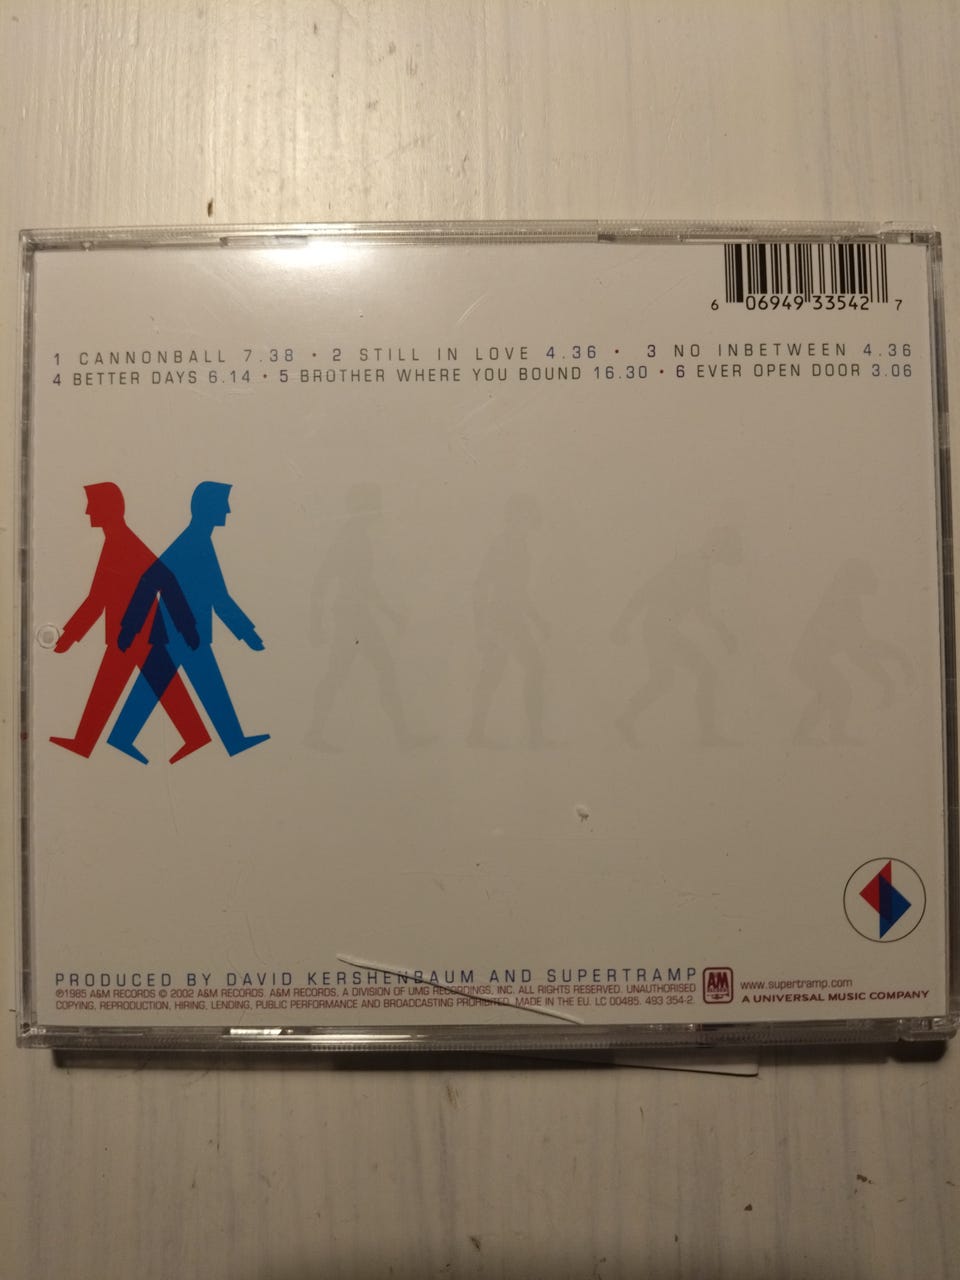 6 06949 33542 7
1 CANNONBALL 7.38 • 2 STILL IN LOVE 4.36 • 3 NO INBETWEEN 4.36
4 BETTER DAYS 6.14 • 5 BROTHER WHERE YOU BOUND 16.30 • 6 EVER OPEN DOOR 3.06
PRODUCED BY DAVID KERSHENBAUM AND SUPERTRAMP
℗1985 A&M RECORDS © 2002 A&M RECORDS. A&M RECORDS, A DIVISION OF UMG RECORDINGS, INC. ALL RIGHTS RESERVED. UNAUTHORISED
COPYING, REPRODUCTION, HIRING, LENDING, PUBLIC PERFORMANCE AND BROADCASTING PROHIBITED. MADE IN THE EU. LC 00485. 493 354-2.
AM
www.supertramp.com
A UNIVERSAL MUSIC COMPANY